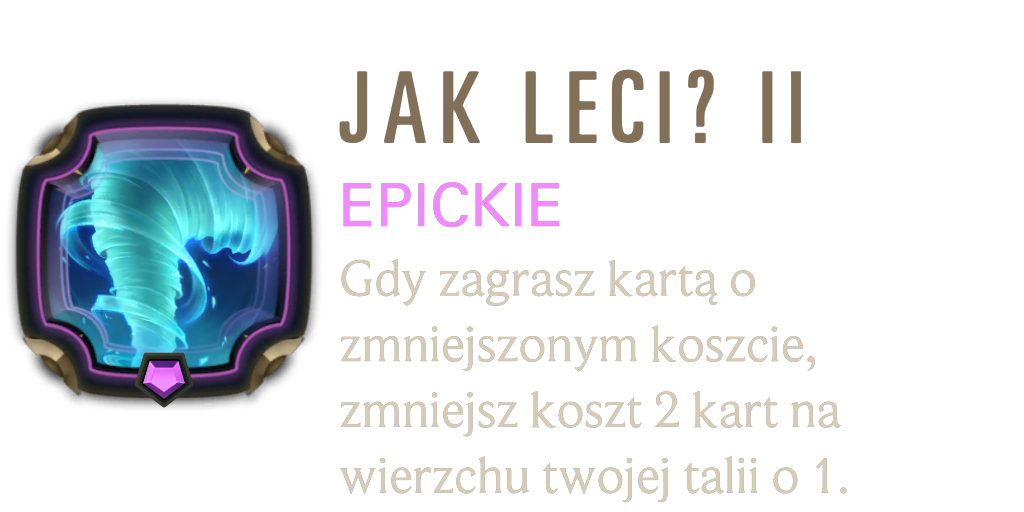 JAK LECI? II
EPICKIE
Gdy zagrasz kartą o
zmniejszonym koszcie,
zmniejsz koszt 2 kart na
wierzchu twojej talii o 1.